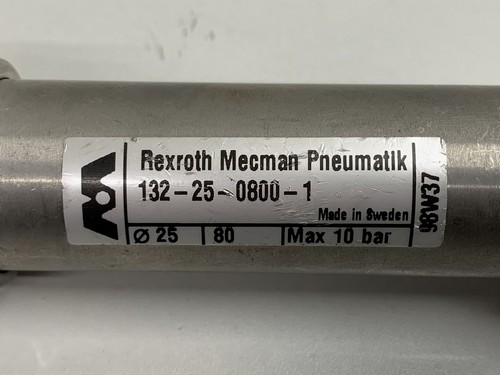 Rexroth Mecman Pneumatik
132-25-0800-1
Made in Sweden
Ø 25 80 Max 10 bar
98W37